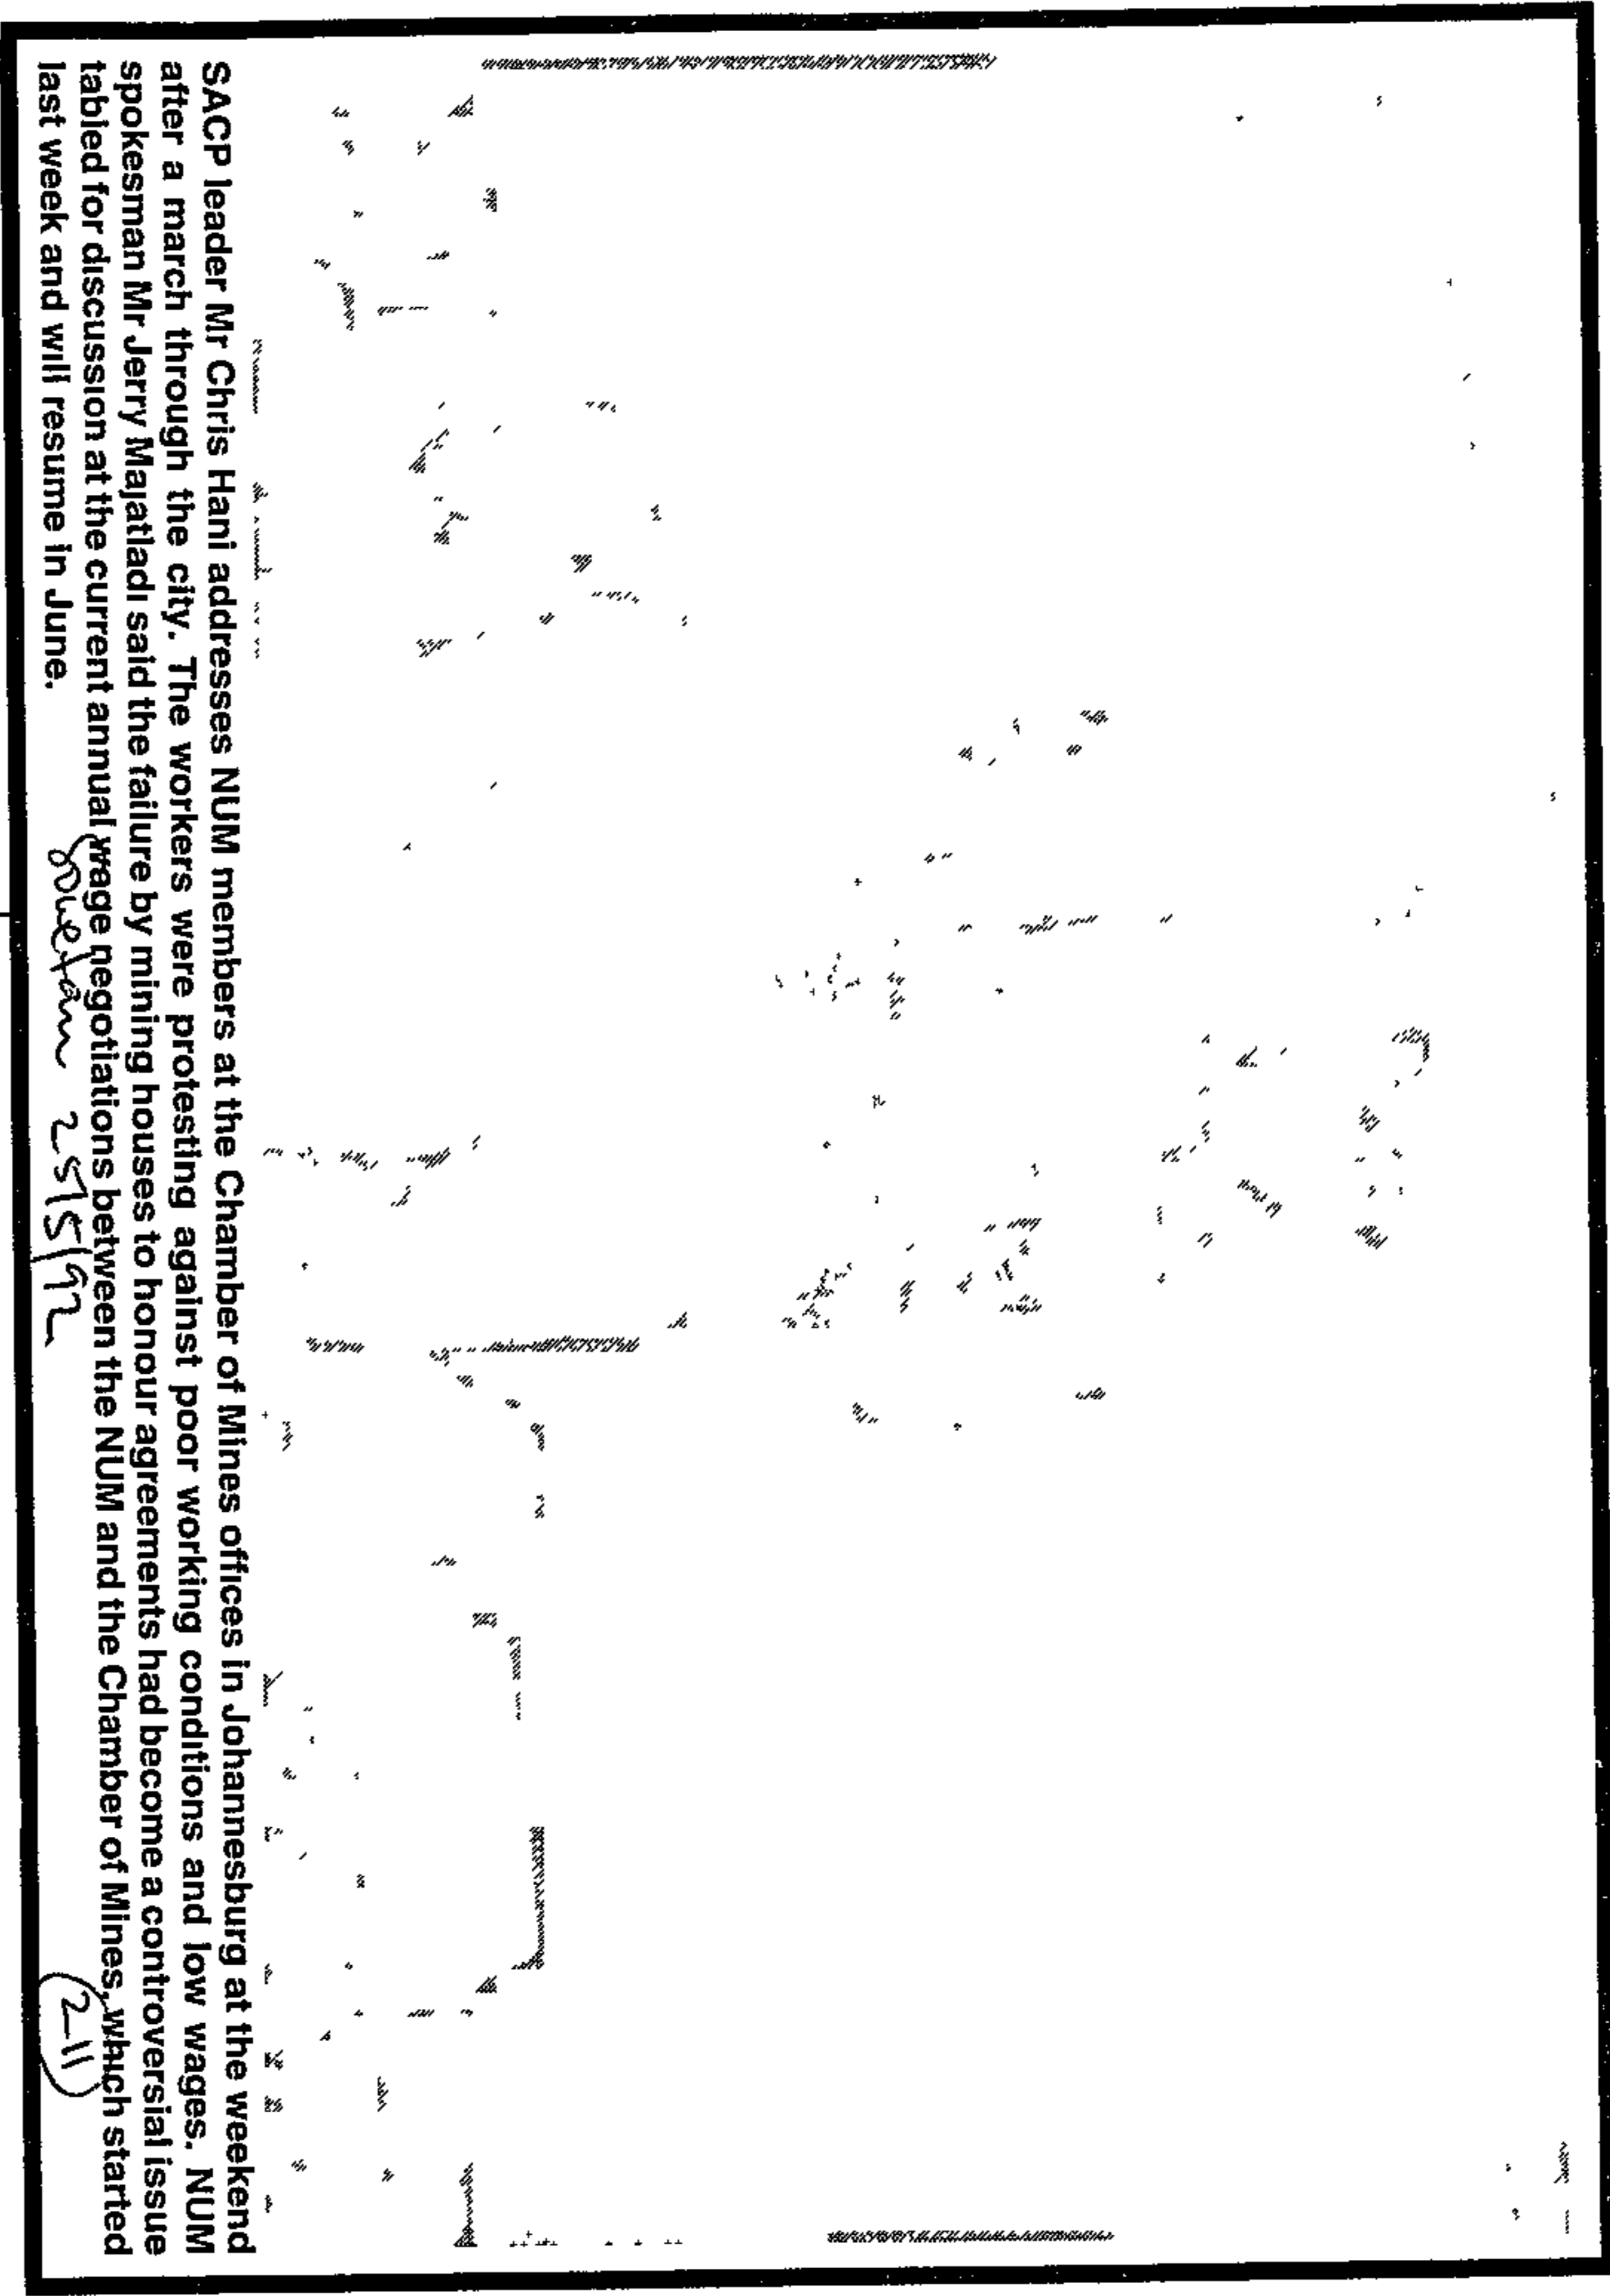 SACP leader Mr Chris Hani addresses NUM members at the Chamber of Mines offices in Johannesburg at the weekend
after a march through the city. The workers were protesting against poor working conditions and low wages. NUM
spokesman Mr Jerry Majatladi said the failure by mining houses to honour agreements had become a controversial issue
tabled for discussion at the current annual wage negotiations between the NUM and the Chamber of Mines, which started
last week and will resume in June.
Sowetan 25/5/92
211